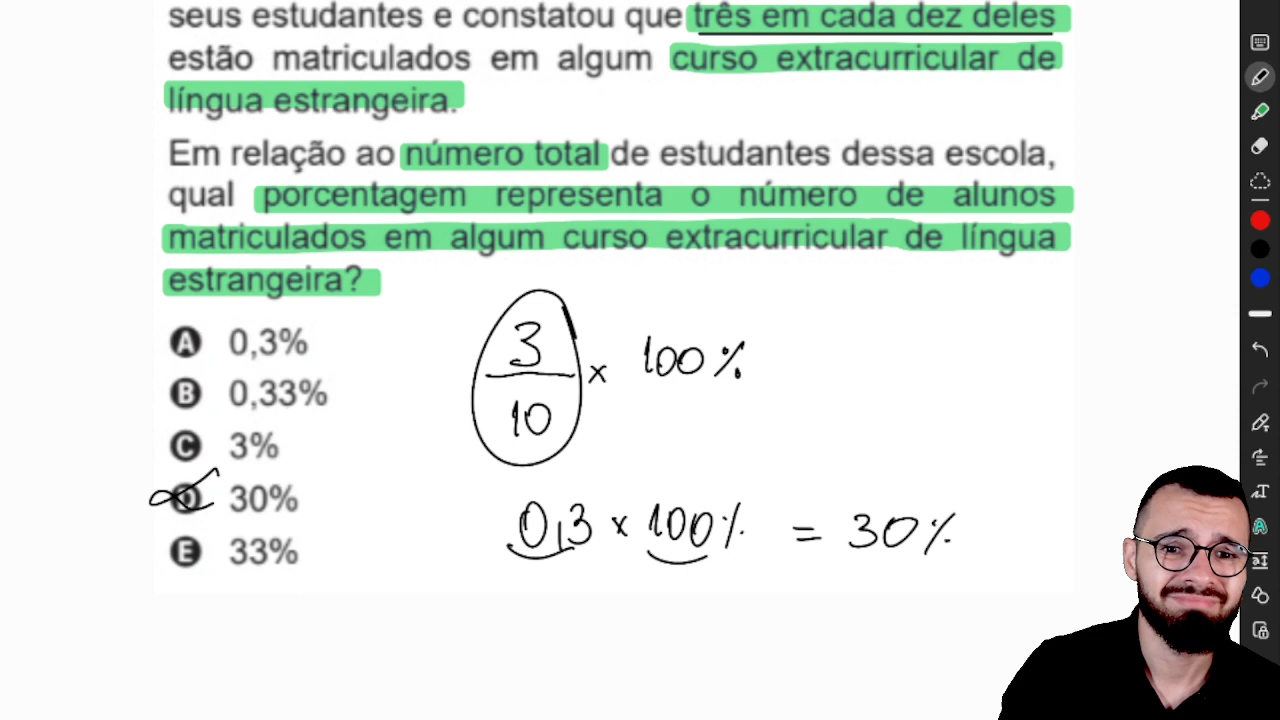 seus estudantes e constatou que três em cada dez deles
estão matriculados em algum curso extracurricular de
língua estrangeira.
Em relação ao número total de estudantes dessa escola,
qual porcentagem representa o número de alunos
matriculados em algum curso extracurricular de língua
estrangeira?
A 0,3%
B 0,33%
C 3%
D 30%
E 33%
3
10
x 100%
0,3 x 100% = 30%